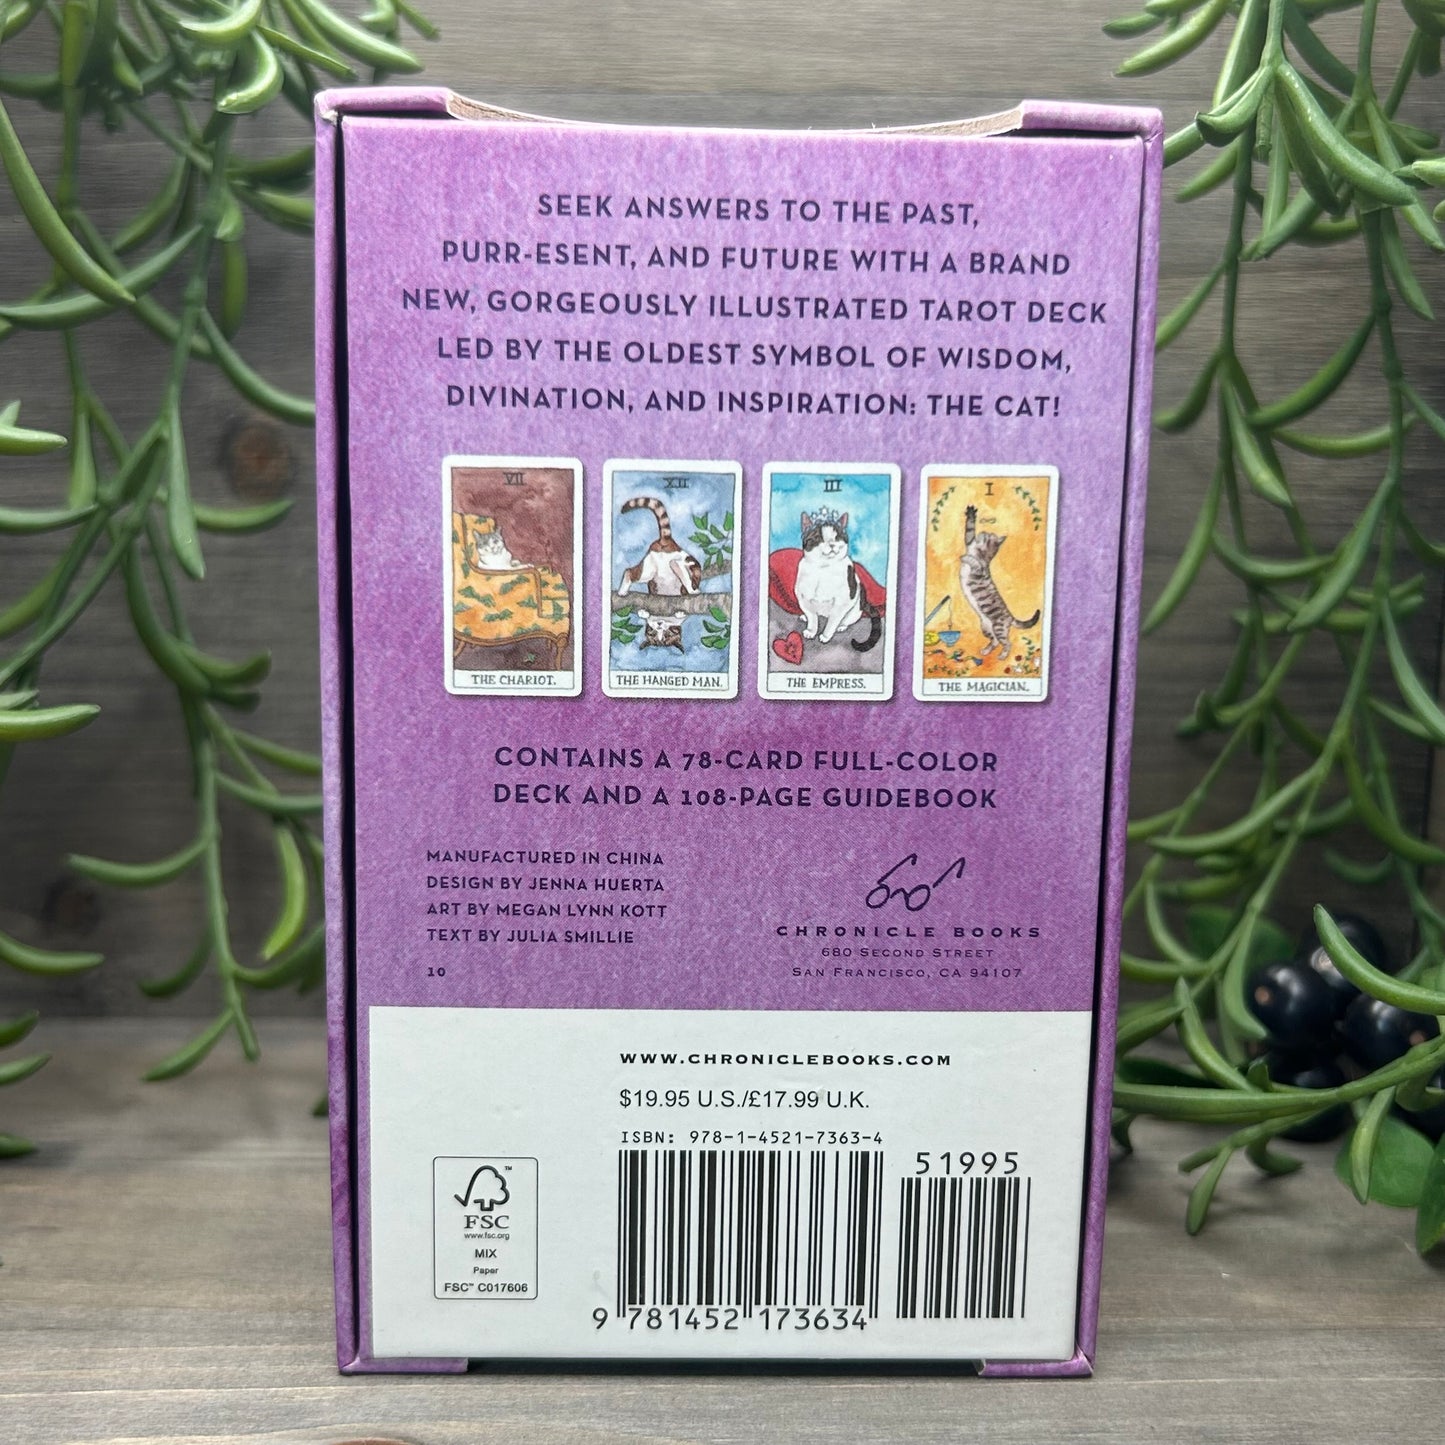 SEEK ANSWERS TO THE PAST,
PURR-ESENT, AND FUTURE WITH A BRAND
NEW, GORGEOUSLY ILLUSTRATED TAROT DECK
LED BY THE OLDEST SYMBOL OF WISDOM,
DIVINATION, AND INSPIRATION: THE CAT!
VII
THE CHARIOT.
XII
THE HANGED MAN.
III
THE EMPRESS.
I
THE MAGICIAN.
CONTAINS A 78-CARD FULL-COLOR
DECK AND A 108-PAGE GUIDEBOOK
MANUFACTURED IN CHINA
DESIGN BY JENNA HUERTA
ART BY MEGAN LYNN KOTT
TEXT BY JULIA SMILLIE
10
CHRONICLE BOOKS
680 SECOND STREET
SAN FRANCISCO, CA 94107
WWW.CHRONICLEBOOKS.COM
$19.95 U.S./£17.99 U.K.
ISBN: 978-1-4521-7363-4
51995
9 781452 173634
™
FSC
www.fsc.org
MIX
Paper
FSC™ C017606